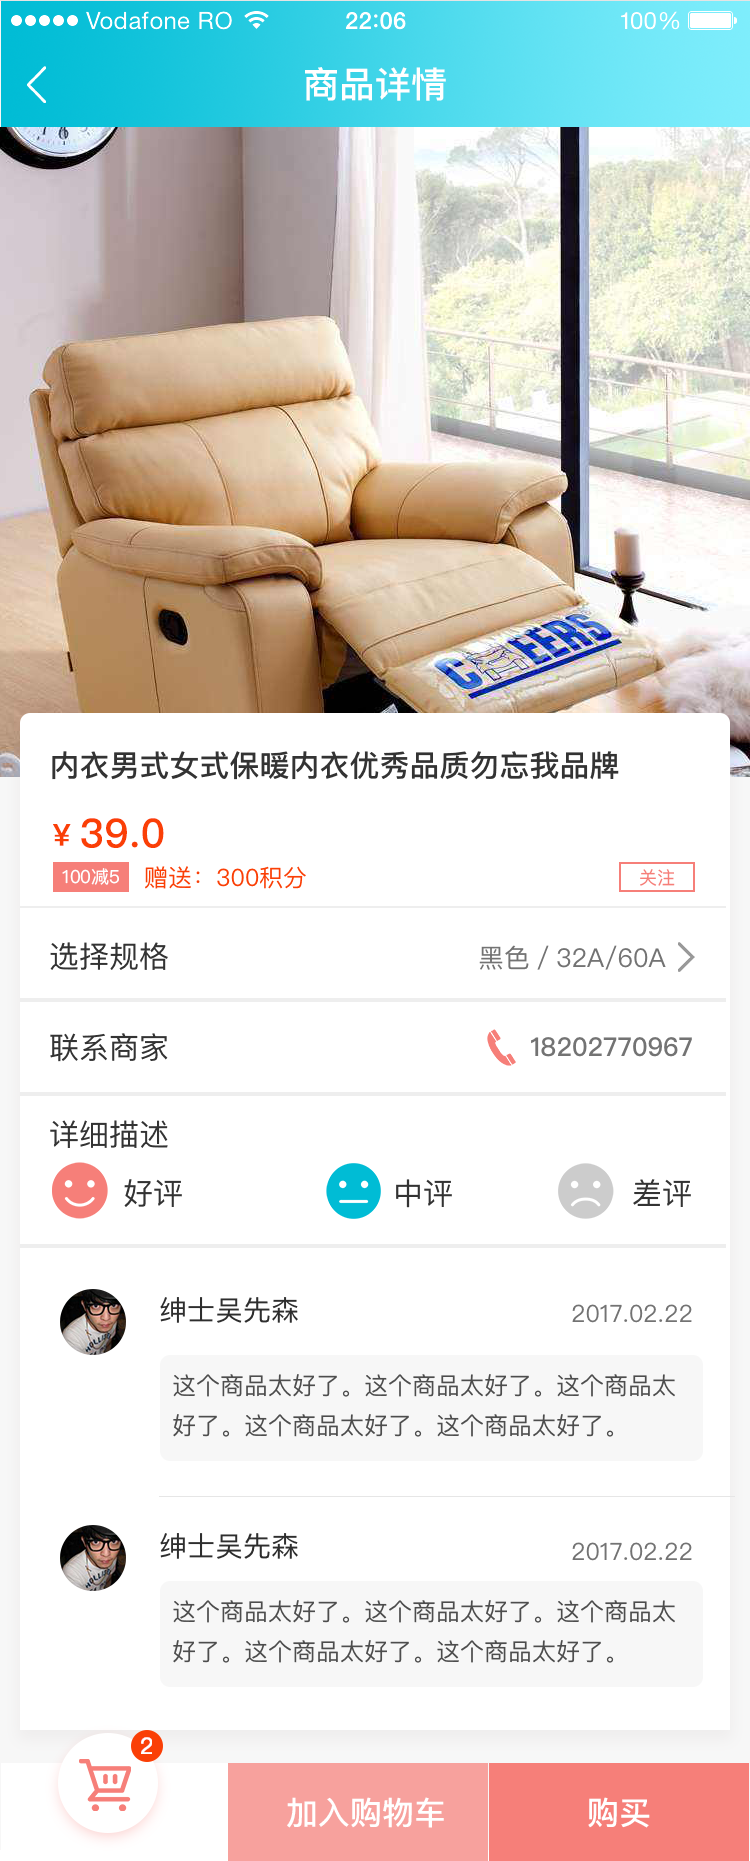 Vodafone RO 22:06 100%
商品详情
CHEERS
内衣男式女式保暖内衣优秀品质勿忘我品牌
¥ 39.0
100减5 赠送：300积分 关注
选择规格 黑色 / 32A/60A
联系商家 18202770967
详细描述
好评 中评 差评
绅士吴先森 2017.02.22
这个商品太好了。这个商品太好了。这个商品太
好了。这个商品太好了。这个商品太好了。
绅士吴先森 2017.02.22
这个商品太好了。这个商品太好了。这个商品太
好了。这个商品太好了。这个商品太好了。
2
加入购物车 购买